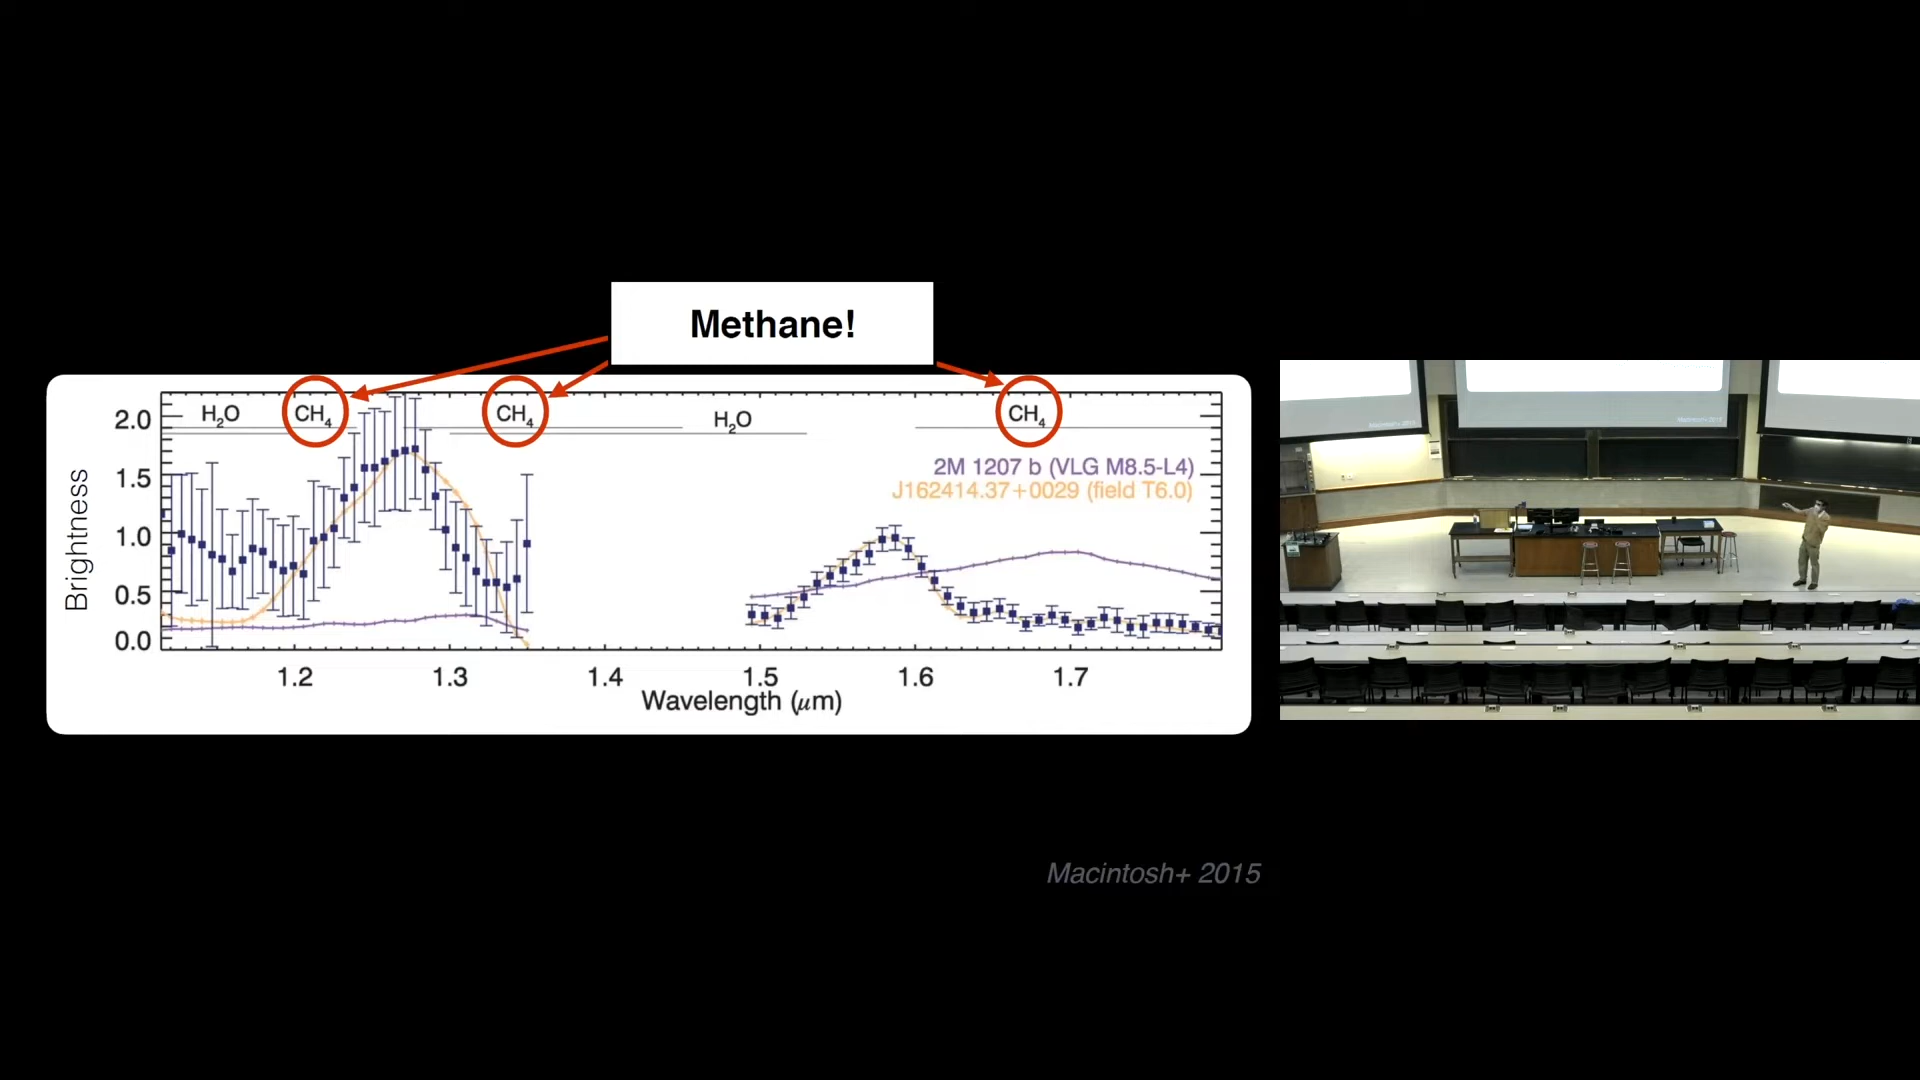 Methane!
H₂O
CH₄
CH₄
H₂O
CH₄
2M 1207 b (VLG M8.5-L4)
J162414.37+0029 (field T6.0)
Brightness
2.0
1.5
1.0
0.5
0.0
1.2 1.3 1.4 1.5 1.6 1.7
Wavelength (μm)
Macintosh+ 2015